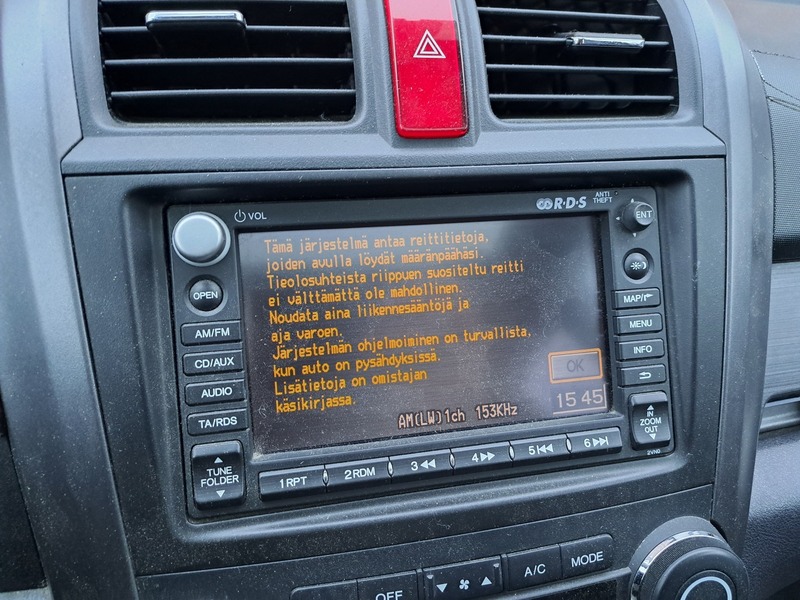 VOL
R·D·S
ANTI
THEFT
ENT
OPEN
AM/FM
CD/AUX
AUDIO
TA/RDS
TUNE
FOLDER
Tämä järjestelmä antaa reittitietoja,
joiden avulla löydät määränpäähäsi.
Tieolosuhteista riippuen suositeltu reitti
ei välttämättä ole mahdollinen.
Noudata aina liikennesääntöjä ja
aja varoen.
Järjestelmän ohjelmoiminen on turvallista,
kun auto on pysähdyksissä.
Lisätietoja on omistajan
käsikirjassa.
OK
15 45
AM(LW)1ch 153KHz
MAP/
MENU
INFO
IN
ZOOM
OUT
2VN0
1 RPT
2 RDM
3
4
5
6
OFF
A/C
MODE